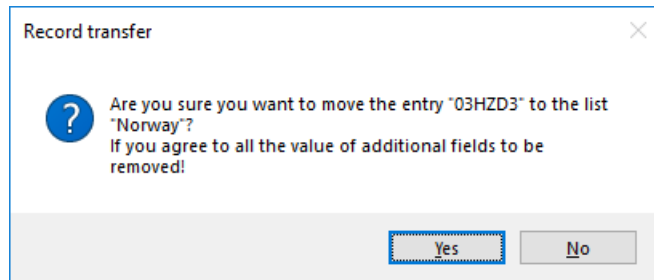 Record transfer
Are you sure you want to move the entry "03HZD3" to the list
"Norway"?
If you agree to all the value of additional fields to be
removed!
Yes
No